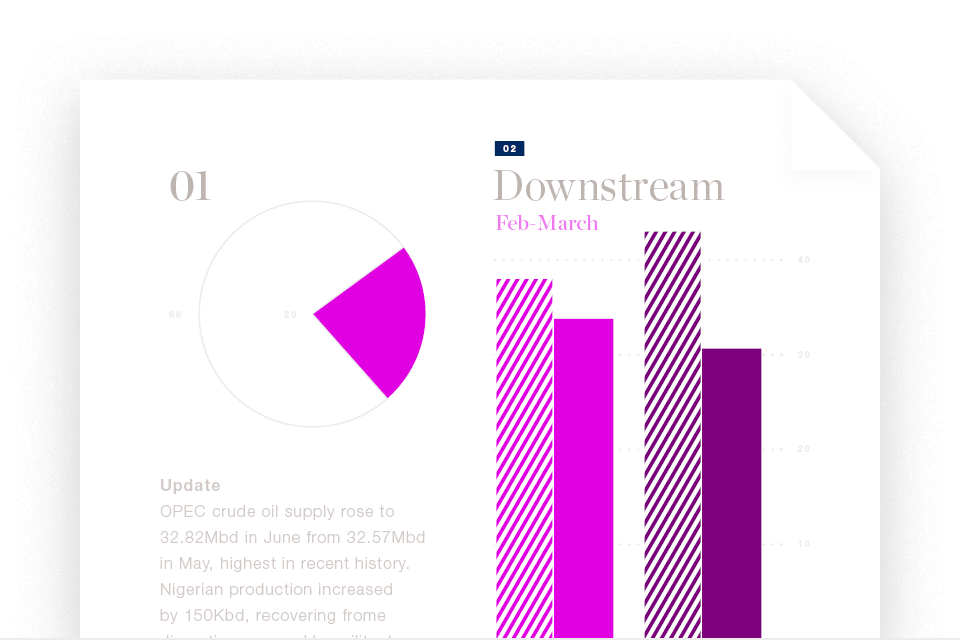 01
66
20
Update
OPEC crude oil supply rose to
32.82Mbd in June from 32.57Mbd
in May, highest in recent history.
Nigerian production increased
by 150Kbd, recovering frome
02
Downstream
Feb-March
40
30
20
10